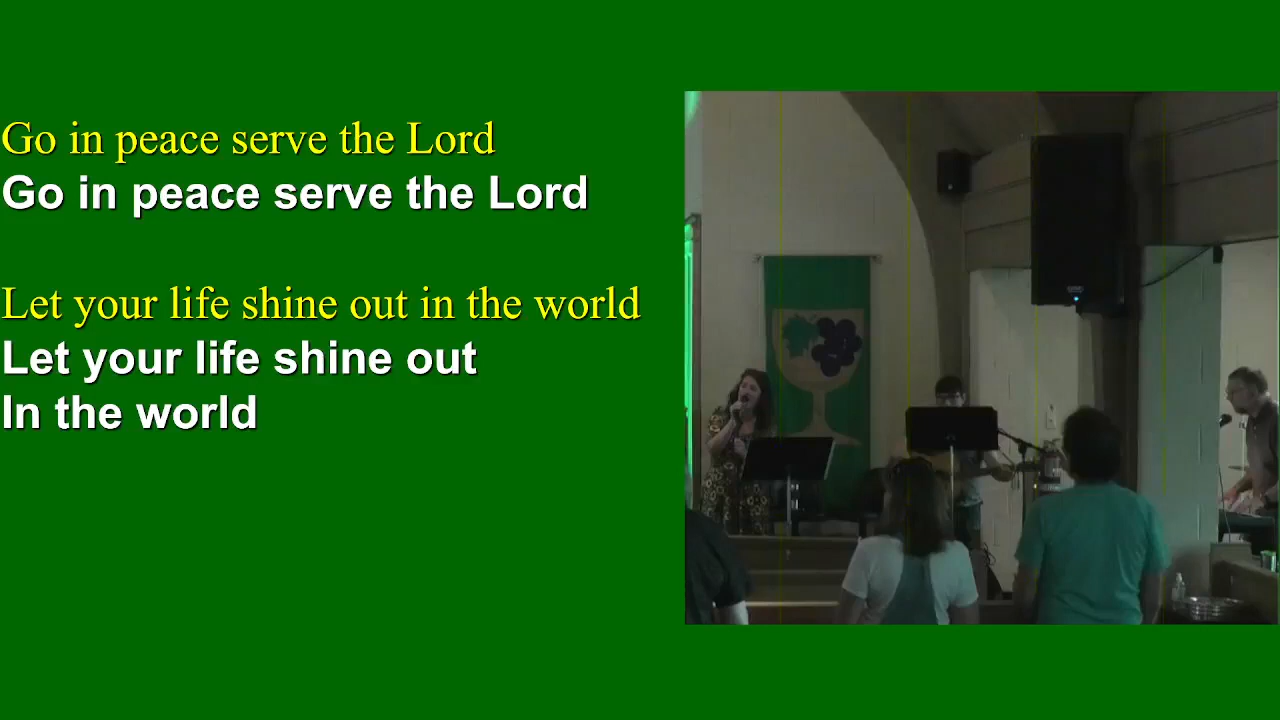 Go in peace serve the Lord
Go in peace serve the Lord
Let your life shine out in the world
Let your life shine out
In the world